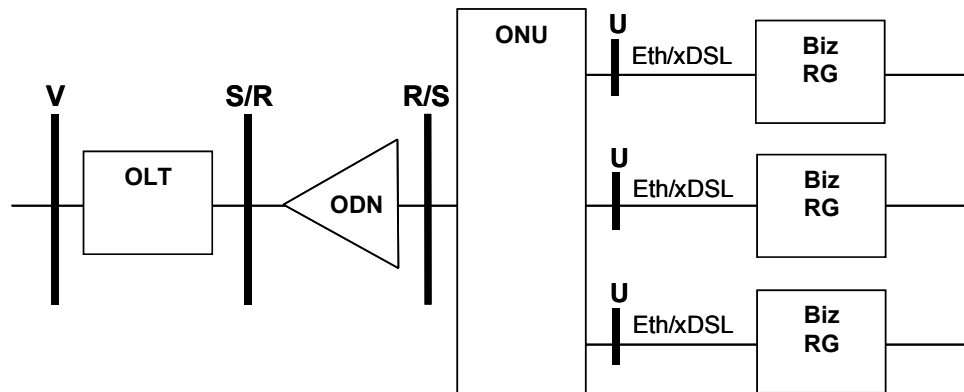 ONU
U
Eth/xDSL
Biz
RG
V
S/R
R/S
OLT
ODN
U
Eth/xDSL
Biz
RG
U
Eth/xDSL
Biz
RG